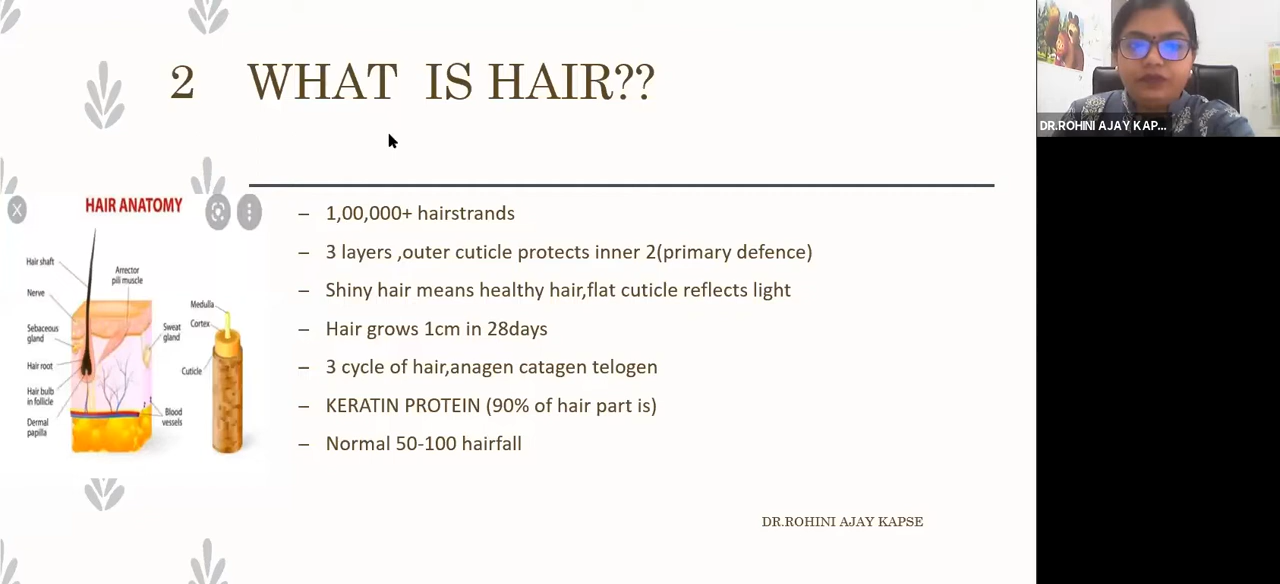 2 WHAT IS HAIR??
HAIR ANATOMY
Hair shaft
Nerve
Sebaceous
gland
Hair root
Hair bulb
in follicle
Dermal
papilla
Arrector
pili muscle
Sweat
gland
Blood
vessels
Medulla
Cortex
Cuticle
– 1,00,000+ hairstrands
– 3 layers ,outer cuticle protects inner 2(primary defence)
– Shiny hair means healthy hair,flat cuticle reflects light
– Hair grows 1cm in 28days
– 3 cycle of hair,anagen catagen telogen
– KERATIN PROTEIN (90% of hair part is)
– Normal 50-100 hairfall
DR.ROHINI AJAY KAPSE
DR.ROHINI AJAY KAP...